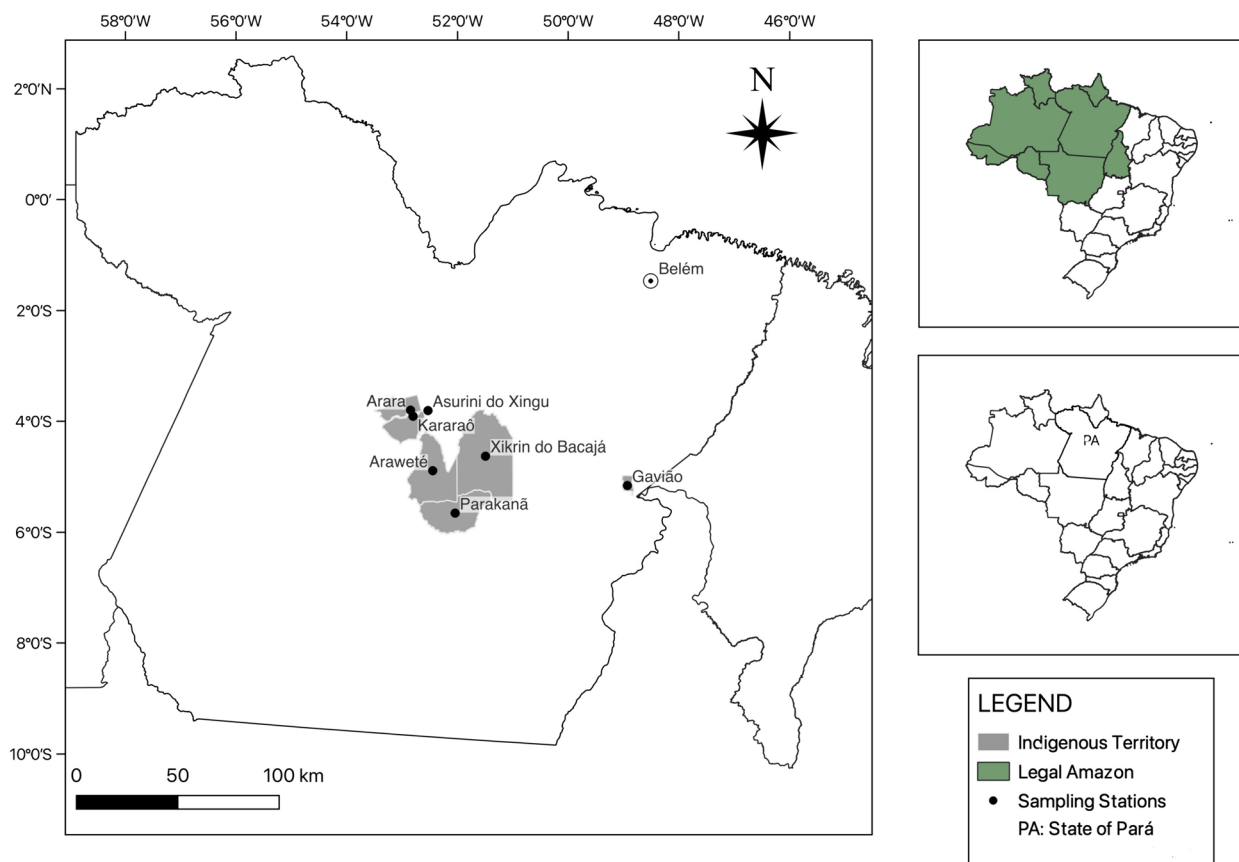 58°0′W 56°0′W 54°0′W 52°0′W 50°0′W 48°0′W 46°0′W
2°0′N
0°0′
2°0′S
4°0′S
6°0′S
8°0′S
10°0′S
N
Belém
Arara
Asurini do Xingu
Kararaô
Xikrin do Bacajá
Araweté
Gavião
Parakanã
0 50 100 km
PA
LEGEND
Indigenous Territory
Legal Amazon
Sampling Stations
PA: State of Pará